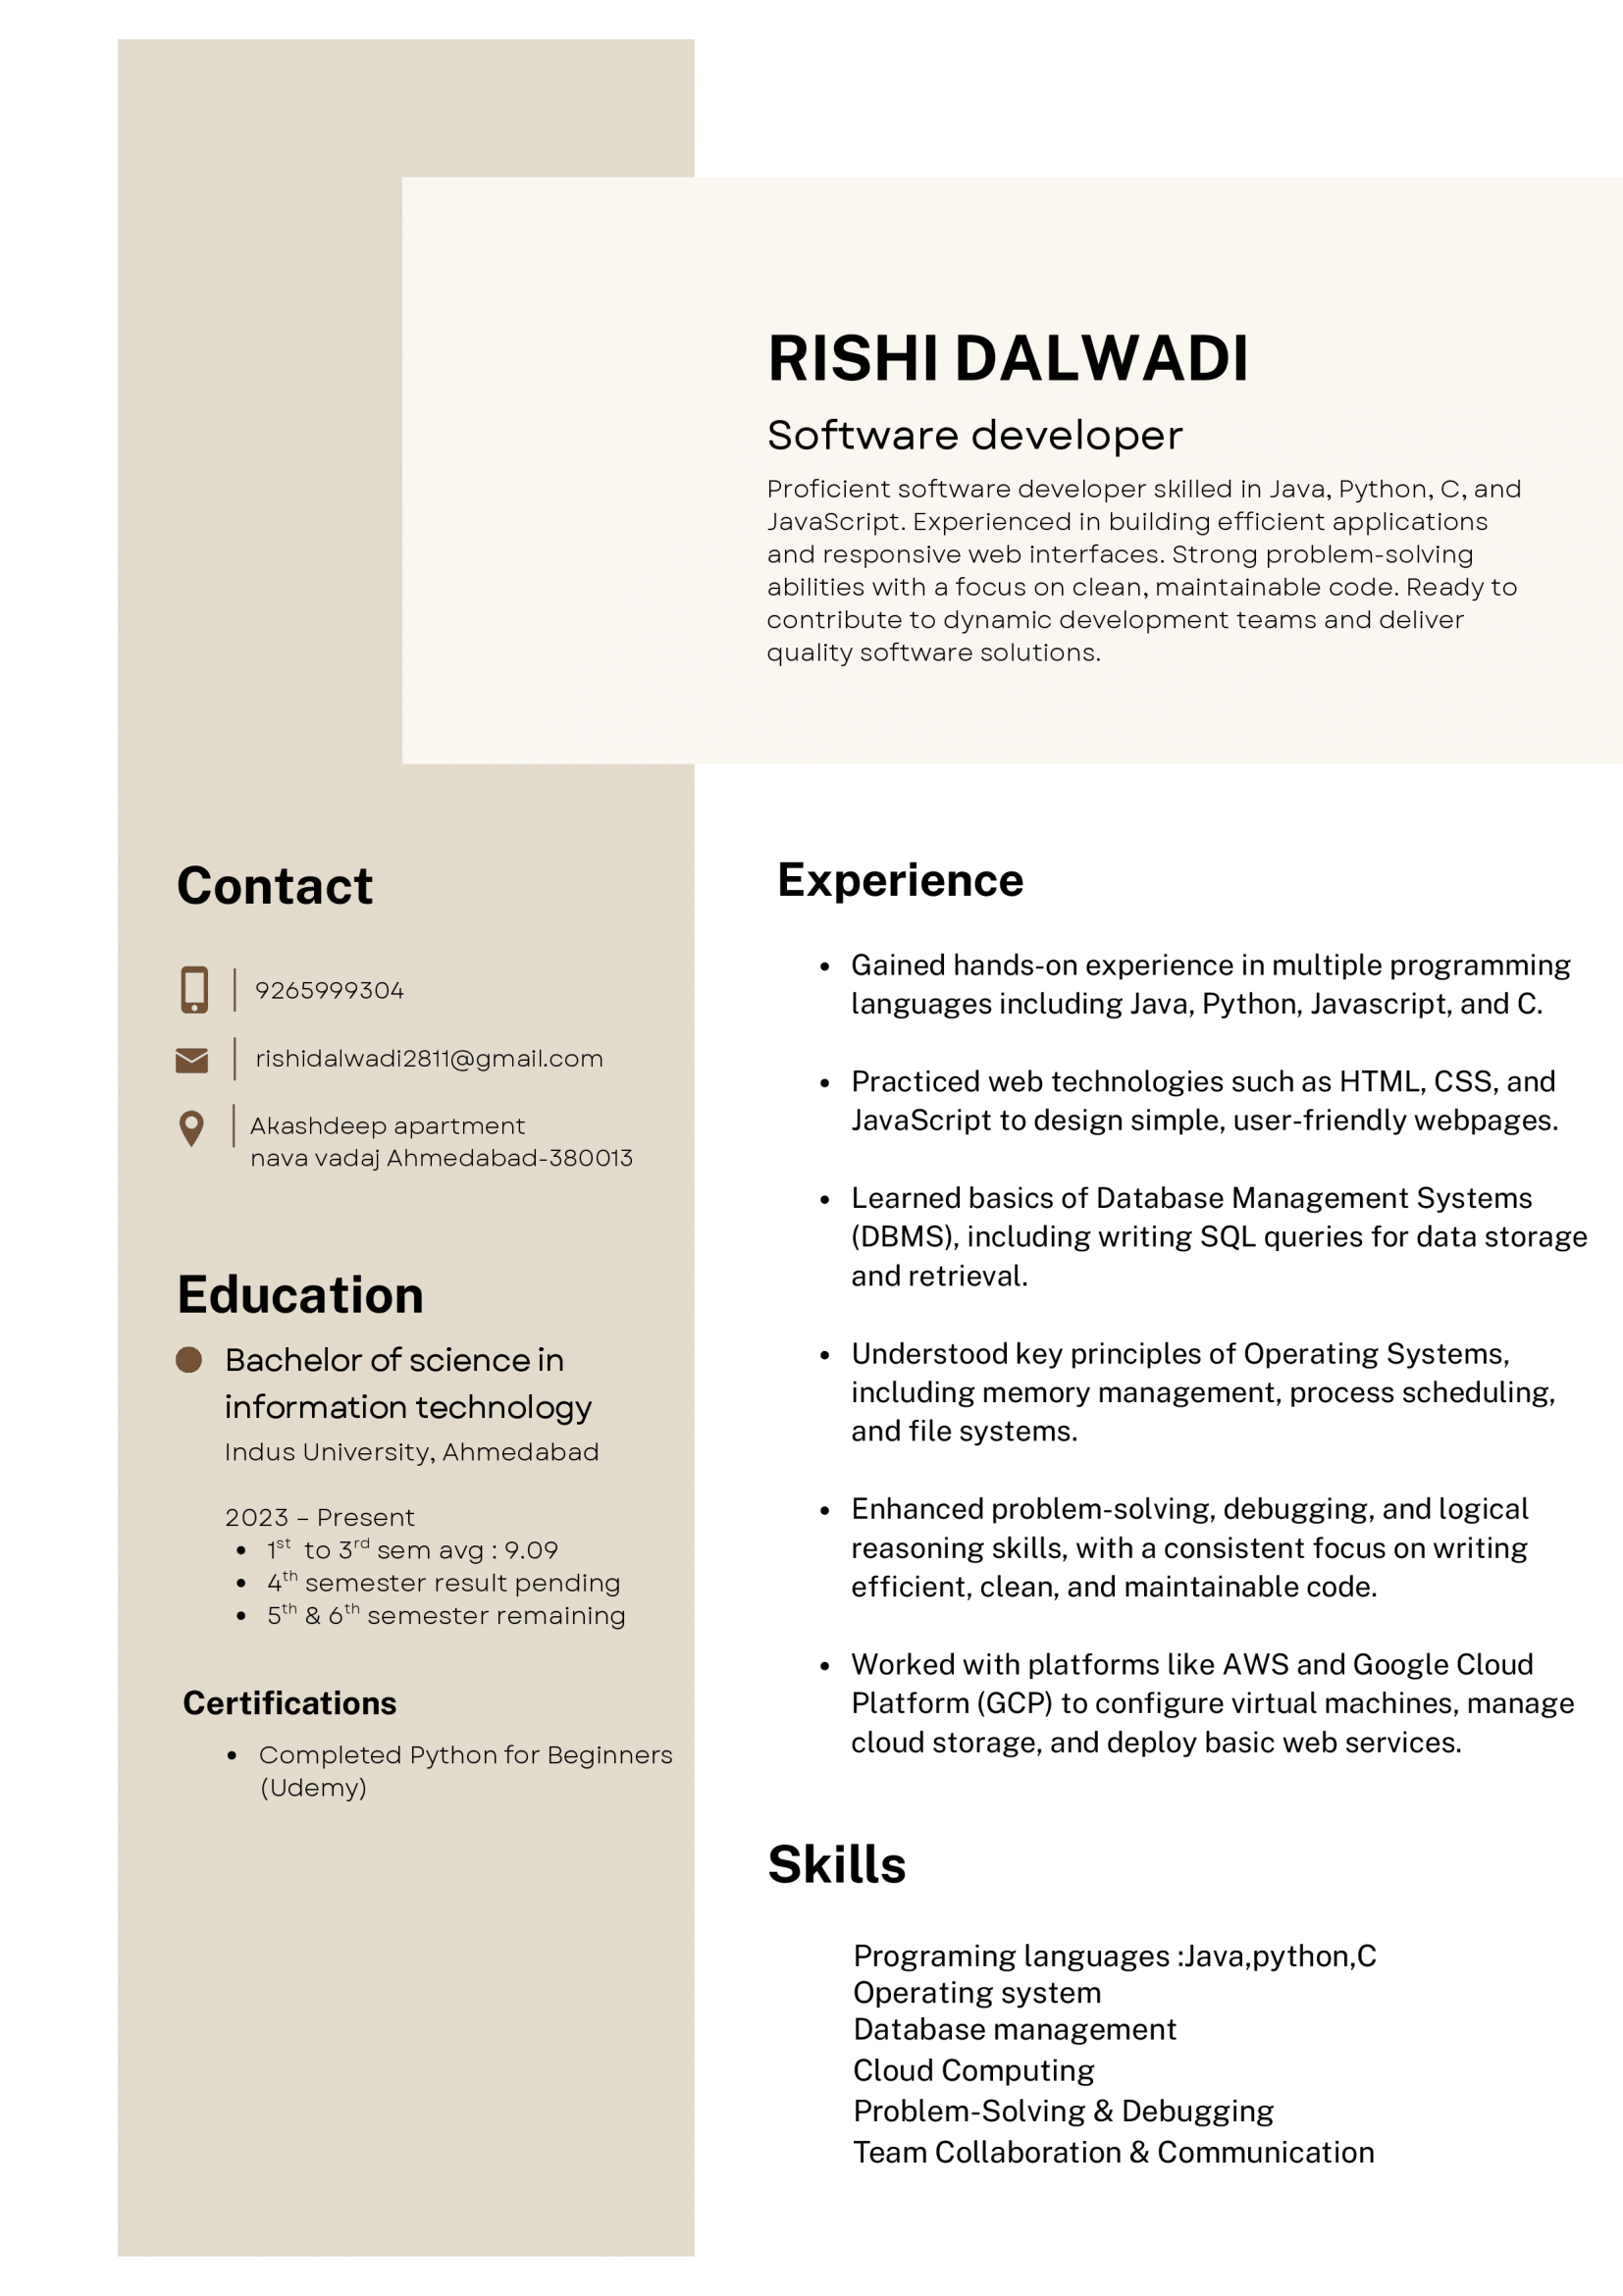 RISHI DALWADI
Software developer
Proficient software developer skilled in Java, Python, C, and
JavaScript. Experienced in building efficient applications
and responsive web interfaces. Strong problem-solving
abilities with a focus on clean, maintainable code. Ready to
contribute to dynamic development teams and deliver
quality software solutions.
Contact
9265999304
rishidalwadi2811@gmail.com
Akashdeep apartment
nava vadaj Ahmedabad-380013
Education
Bachelor of science in
information technology
Indus University, Ahmedabad
2023 – Present
• 1st to 3rd sem avg : 9.09
• 4th semester result pending
• 5th & 6th semester remaining
Certifications
• Completed Python for Beginners
(Udemy)
Experience
• Gained hands-on experience in multiple programming
languages including Java, Python, Javascript, and C.
• Practiced web technologies such as HTML, CSS, and
JavaScript to design simple, user-friendly webpages.
• Learned basics of Database Management Systems
(DBMS), including writing SQL queries for data storage
and retrieval.
• Understood key principles of Operating Systems,
including memory management, process scheduling,
and file systems.
• Enhanced problem-solving, debugging, and logical
reasoning skills, with a consistent focus on writing
efficient, clean, and maintainable code.
• Worked with platforms like AWS and Google Cloud
Platform (GCP) to configure virtual machines, manage
cloud storage, and deploy basic web services.
Skills
Programing languages :Java,python,C
Operating system
Database management
Cloud Computing
Problem-Solving & Debugging
Team Collaboration & Communication